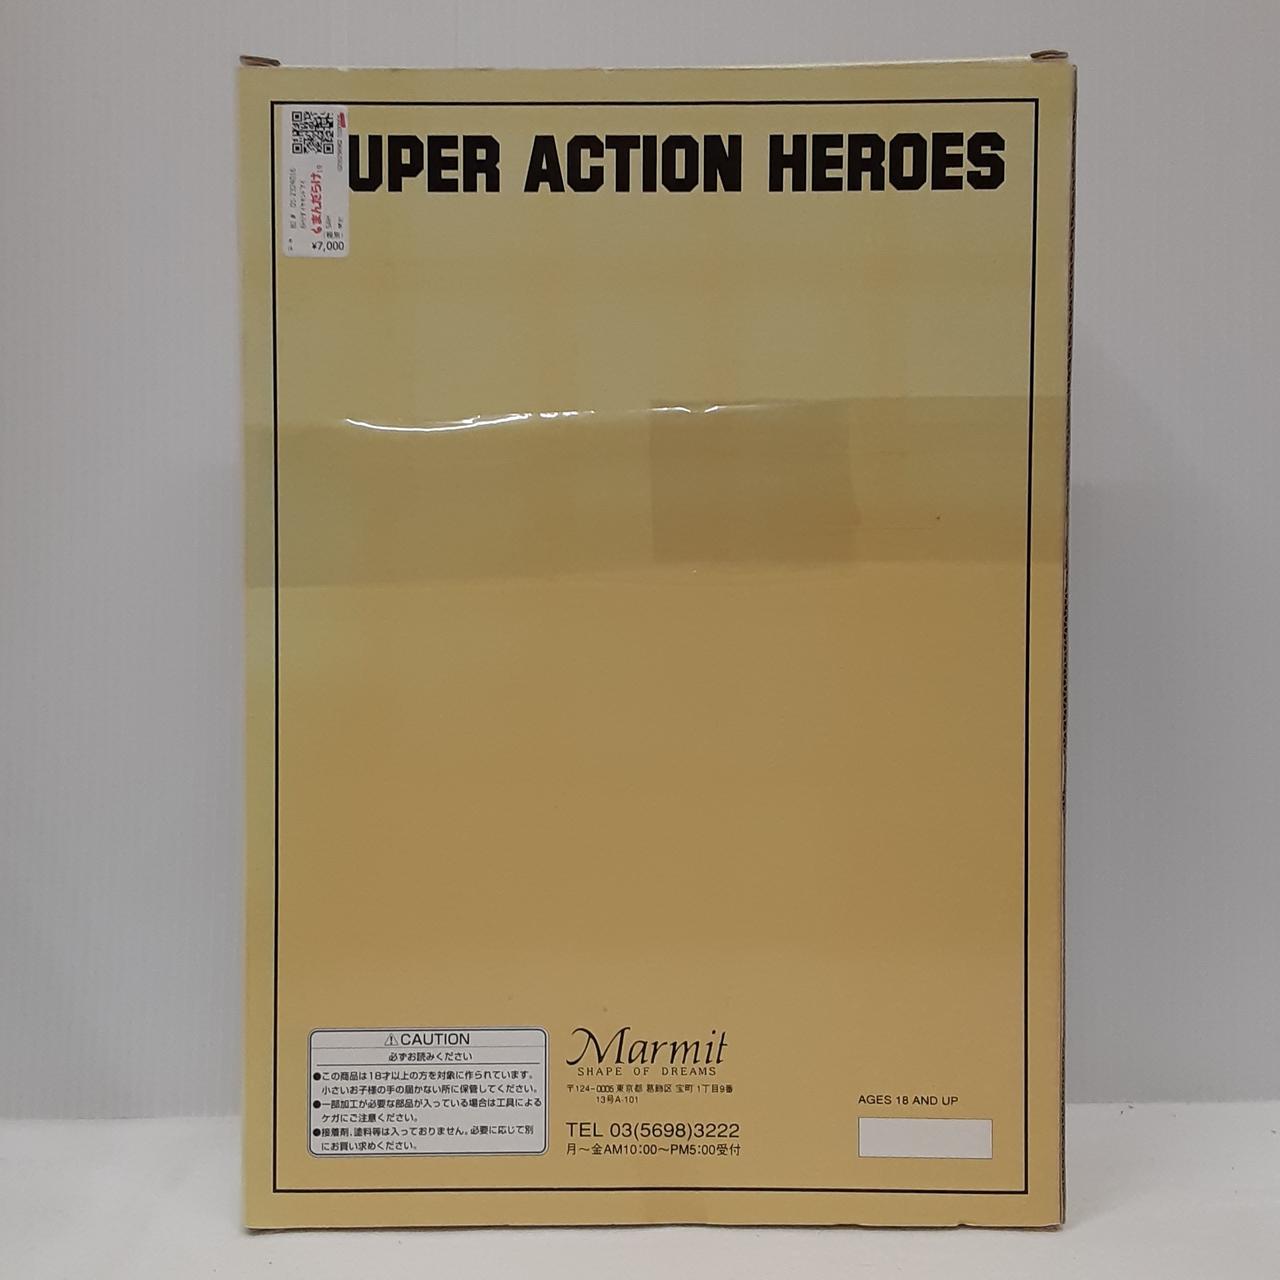 UPER ACTION HEROES
まんだらけ
¥7,000
⚠CAUTION
必ずお読みください
●この商品は18才以上の方を対象に作られています。
小さいお子様の手の届かない所に保管してください。
●一部加工が必要な部品が入っている場合は工具による
ケガにご注意ください。
●接着剤、塗料等は入っておりません。必要に応じて別
にお買い求めください。
Marmit
SHAPE OF DREAMS
〒124-0005 東京都 葛飾区 宝町 1丁目9番
13号A-101
TEL 03(5698)3222
月〜金AM10:00〜PM5:00受付
AGES 18 AND UP